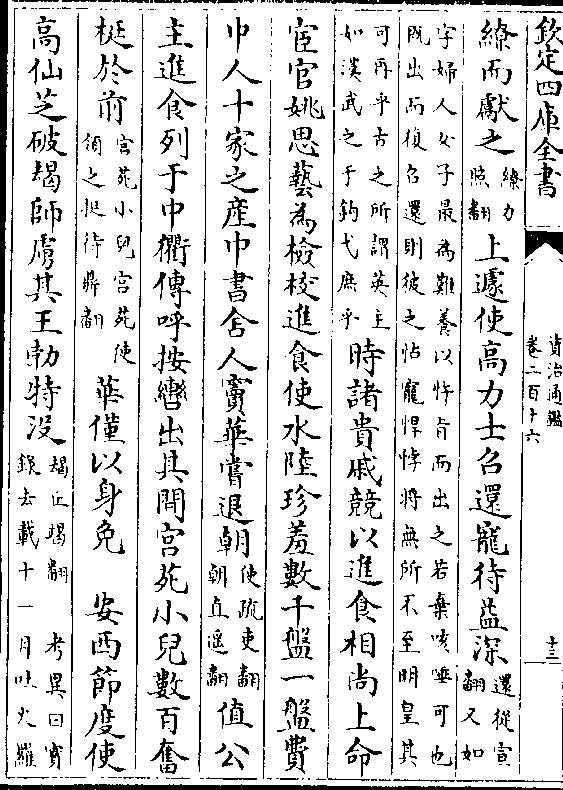 欽定四庫全書
資治通鑑
卷二百十六
十三
繚而獻之繚力照翻上遽使高力士召還寵待益深還從宣翻又如
字婦人女子最為難養以忤旨而出之若棄咳唾可也
既出而復召還則彼之怙寵悍悖將無所不至明皇其
可再乎古之所謂英主
如漢武之于鈎弋庶乎時諸貴戚競以進食相尚上命
宦官姚思藝為檢校進食使水陸珍羞數千盤一盤費
中人十家之産中書舍人竇華嘗退朝使疏吏翻朝直遥翻值公
主進食列于中衢傳呼按轡出其間宫苑小兒數百奮
梃於前宫苑小兒宫苑使領之梃待鼎翻華僅以身免 安西節度使
高仙芝破朅師虜其王勃特没朅丘竭翻 考異曰實録去載十一月吐火羅